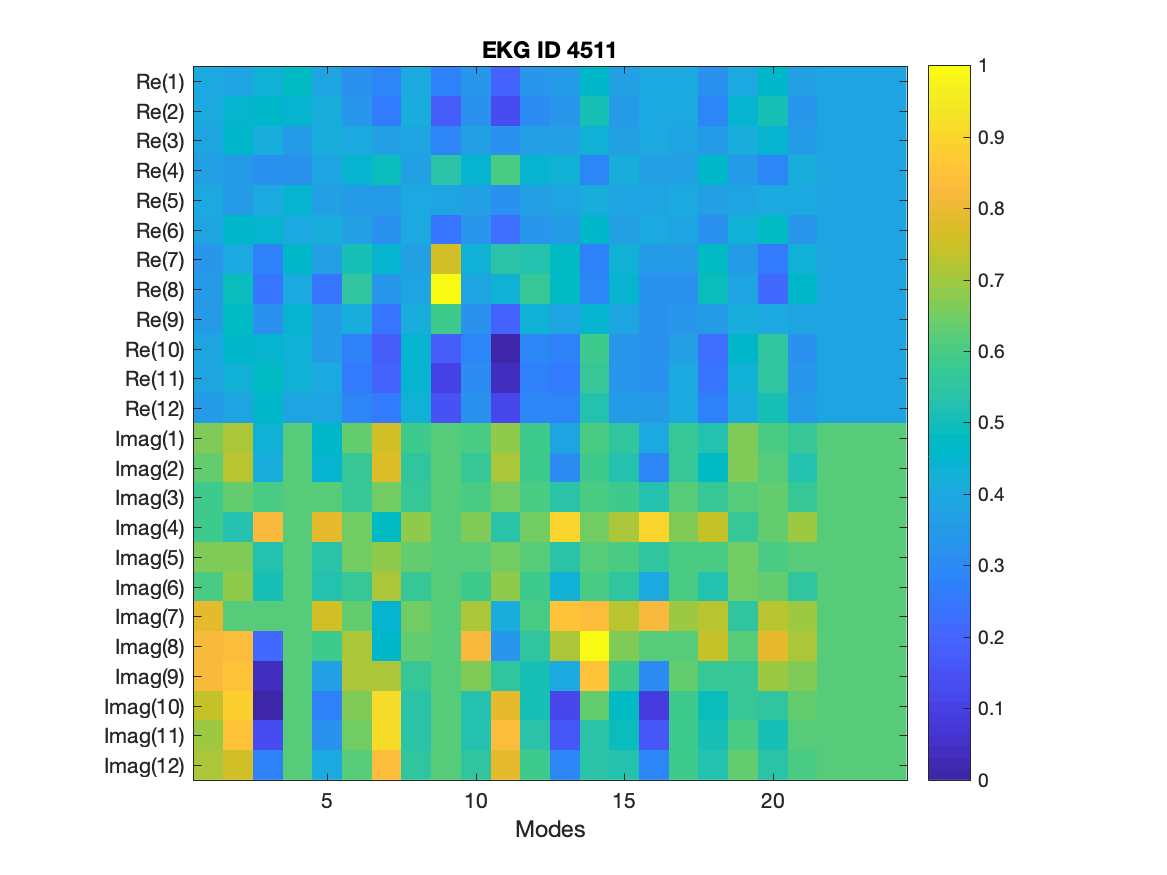 EKG ID 4511
Re(1)
Re(2)
Re(3)
Re(4)
Re(5)
Re(6)
Re(7)
Re(8)
Re(9)
Re(10)
Re(11)
Re(12)
Imag(1)
Imag(2)
Imag(3)
Imag(4)
Imag(5)
Imag(6)
Imag(7)
Imag(8)
Imag(9)
Imag(10)
Imag(11)
Imag(12)
5 10 15 20
Modes
1
0.9
0.8
0.7
0.6
0.5
0.4
0.3
0.2
0.1
0